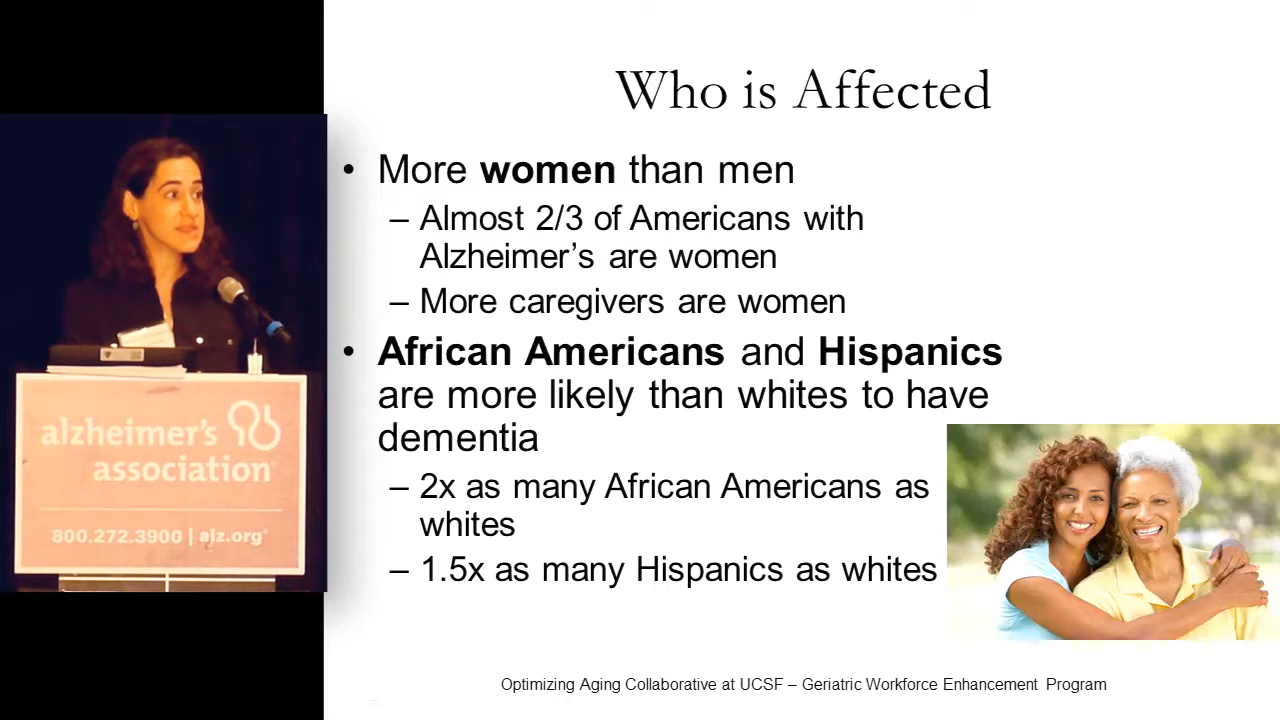 Who is Affected
• More women than men
– Almost 2/3 of Americans with
Alzheimer’s are women
– More caregivers are women
• African Americans and Hispanics
are more likely than whites to have
dementia
– 2x as many African Americans as
whites
– 1.5x as many Hispanics as whites
Optimizing Aging Collaborative at UCSF – Geriatric Workforce Enhancement Program
alzheimer's
association®
800.272.3900 | alz.org®